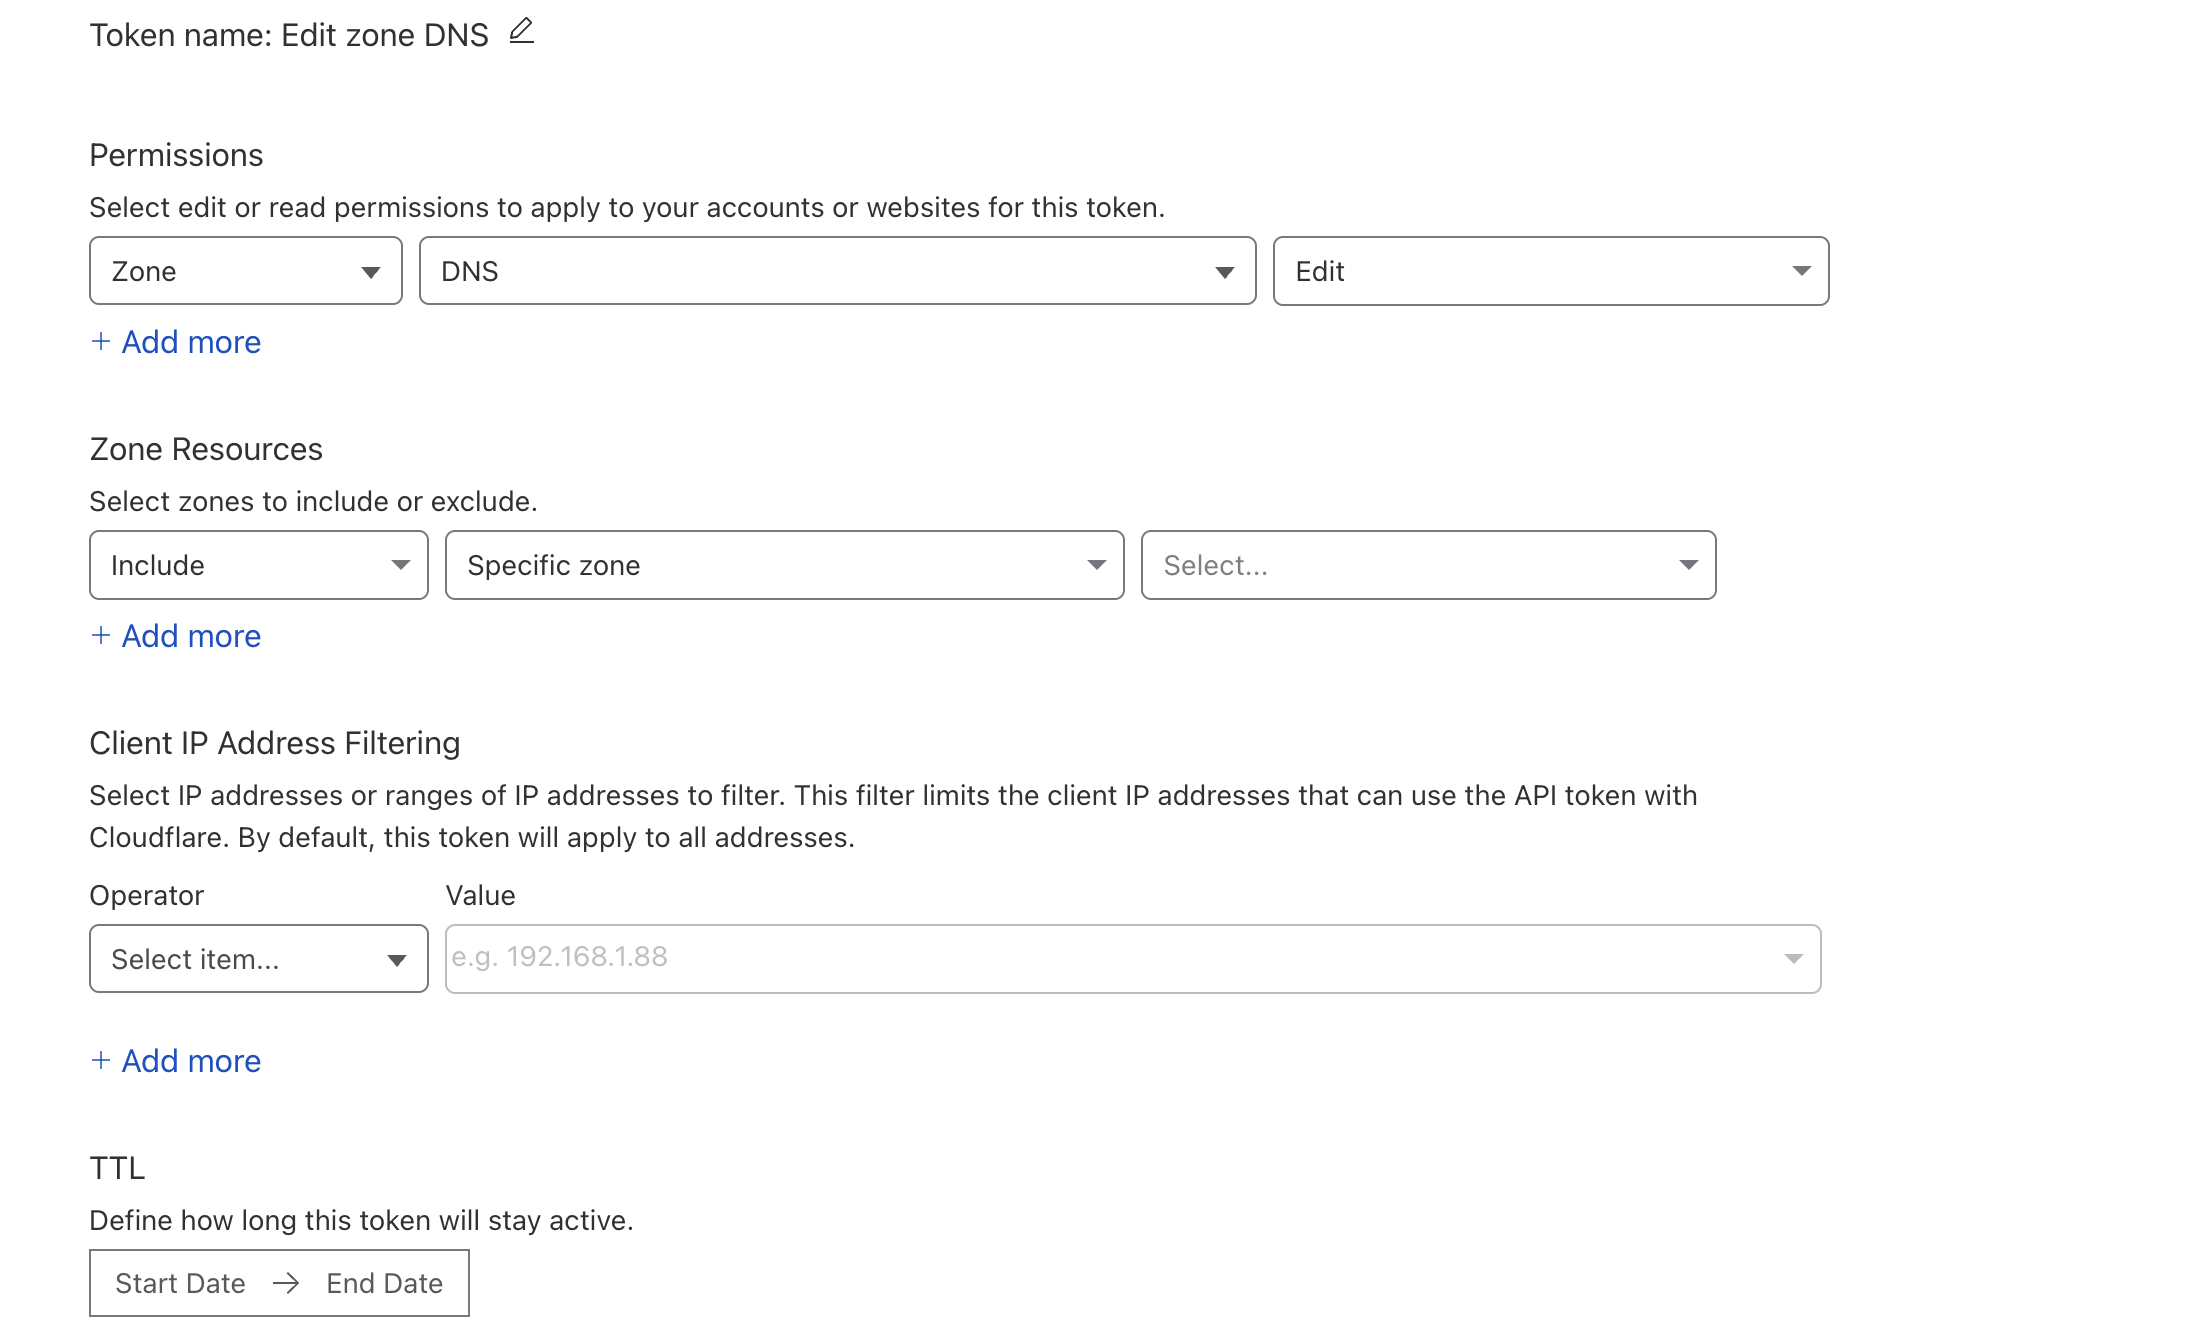 Token name: Edit zone DNS
Permissions
Select edit or read permissions to apply to your accounts or websites for this token.
Zone DNS Edit
+ Add more
Zone Resources
Select zones to include or exclude.
Include Specific zone Select...
+ Add more
Client IP Address Filtering
Select IP addresses or ranges of IP addresses to filter. This filter limits the client IP addresses that can use the API token with
Cloudflare. By default, this token will apply to all addresses.
Operator Value
Select item... e.g. 192.168.1.88
+ Add more
TTL
Define how long this token will stay active.
Start Date → End Date